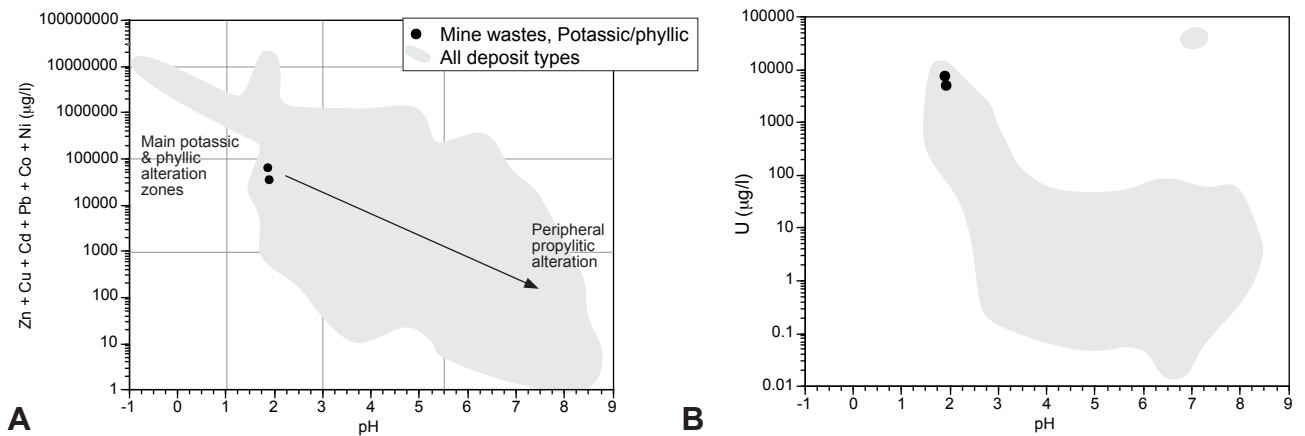 100000000
10000000
1000000
100000
10000
1000
100
10
1
Zn + Cu + Cd + Pb + Co + Ni (µg/l)
Mine wastes, Potassic/phyllic
All deposit types
Main potassic
& phyllic
alteration
zones
Peripheral
propylitic
alteration
-1 0 1 2 3 4 5 6 7 8 9
pH
A
100000
10000
1000
100
10
1
0.1
0.01
U (µg/l)
-1 0 1 2 3 4 5 6 7 8 9
pH
B